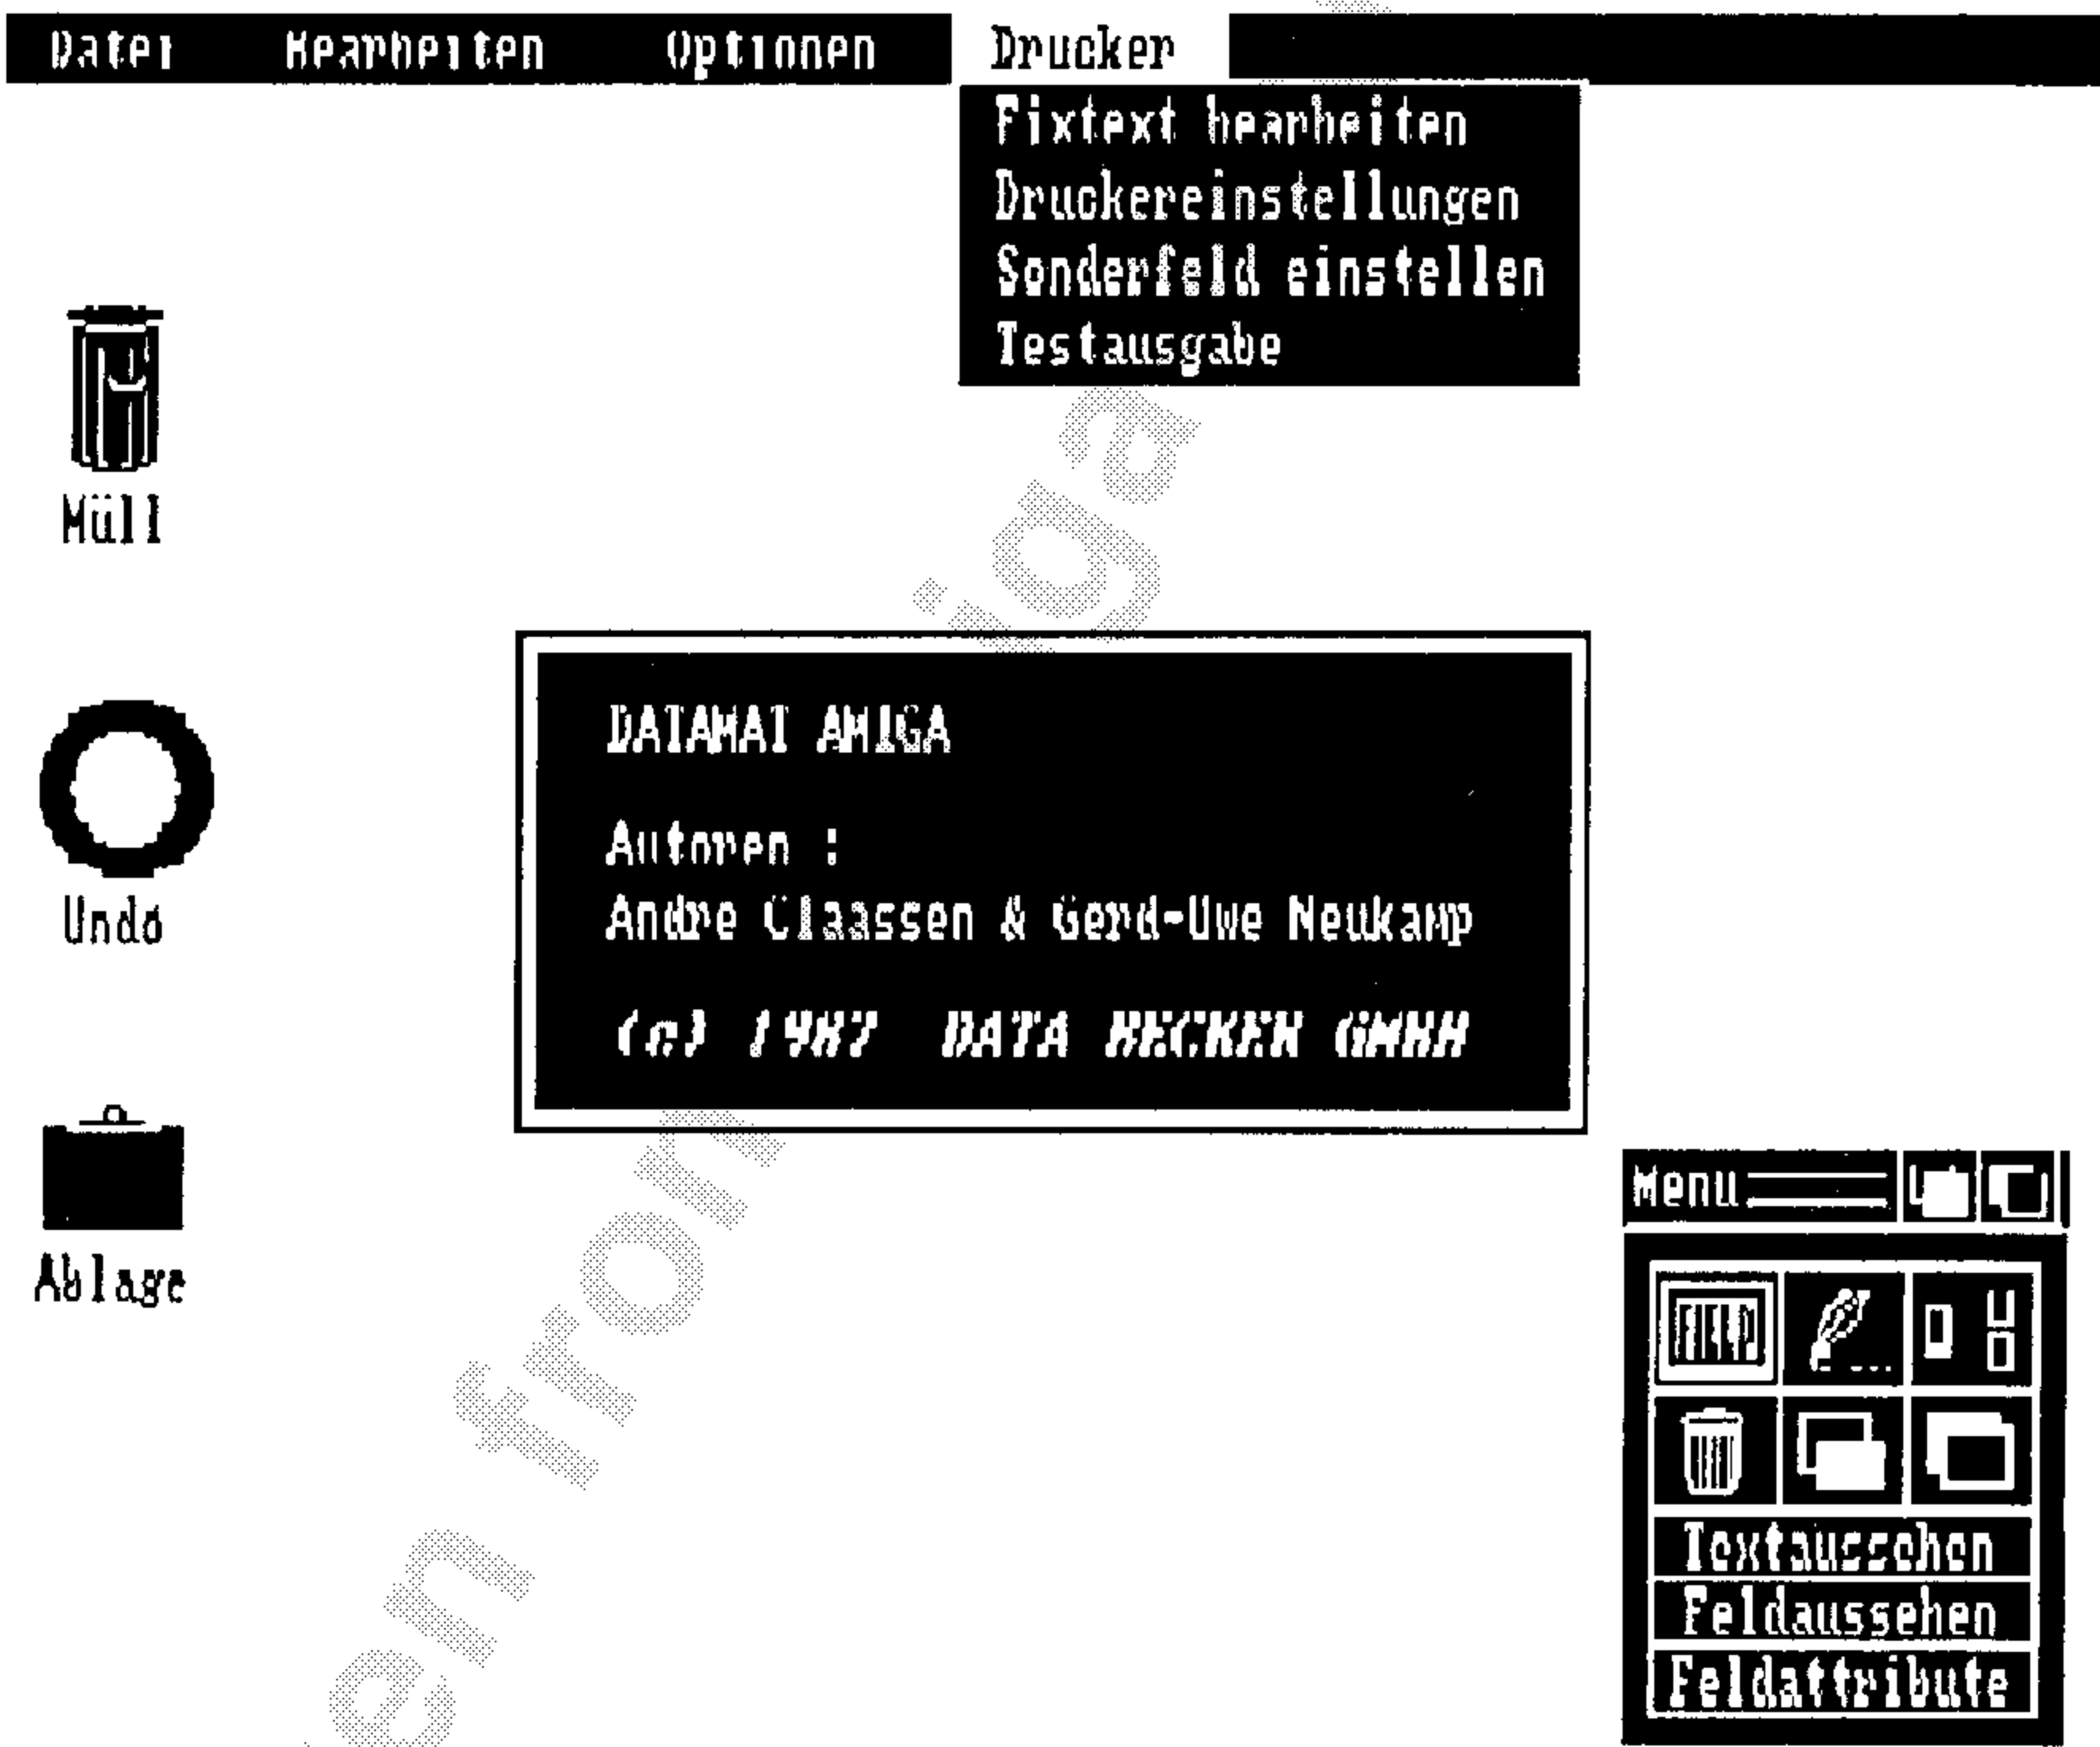 Datei Bearbeiten Optionen Drucker
Fixtext bearbeiten
Druckereinstellungen
Sonderfeld einstellen
Testausgabe
Müll
DATAMAT AMIGA
Autoren :
Andre Claassen & Gerd-Uwe Neukamp
(c) 1987 DATA BECKER GMBH
Undo
Ablage
Menu
Textaussehen
Feldaussehen
Feldattribute